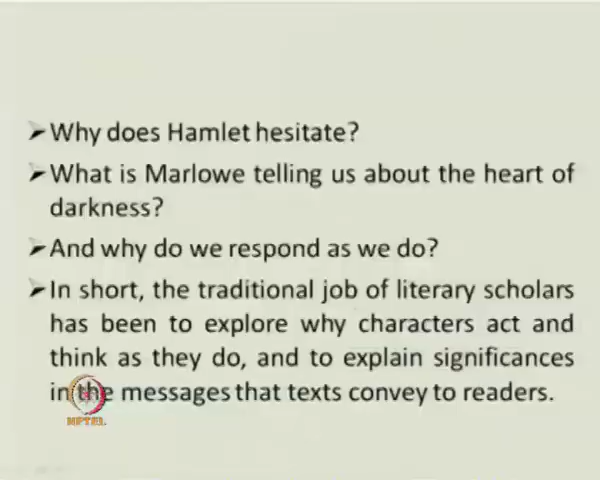 ➤Why does Hamlet hesitate?
➤What is Marlowe telling us about the heart of
darkness?
➤And why do we respond as we do?
➤In short, the traditional job of literary scholars
has been to explore why characters act and
think as they do, and to explain significances
in the messages that texts convey to readers.
NPTEL